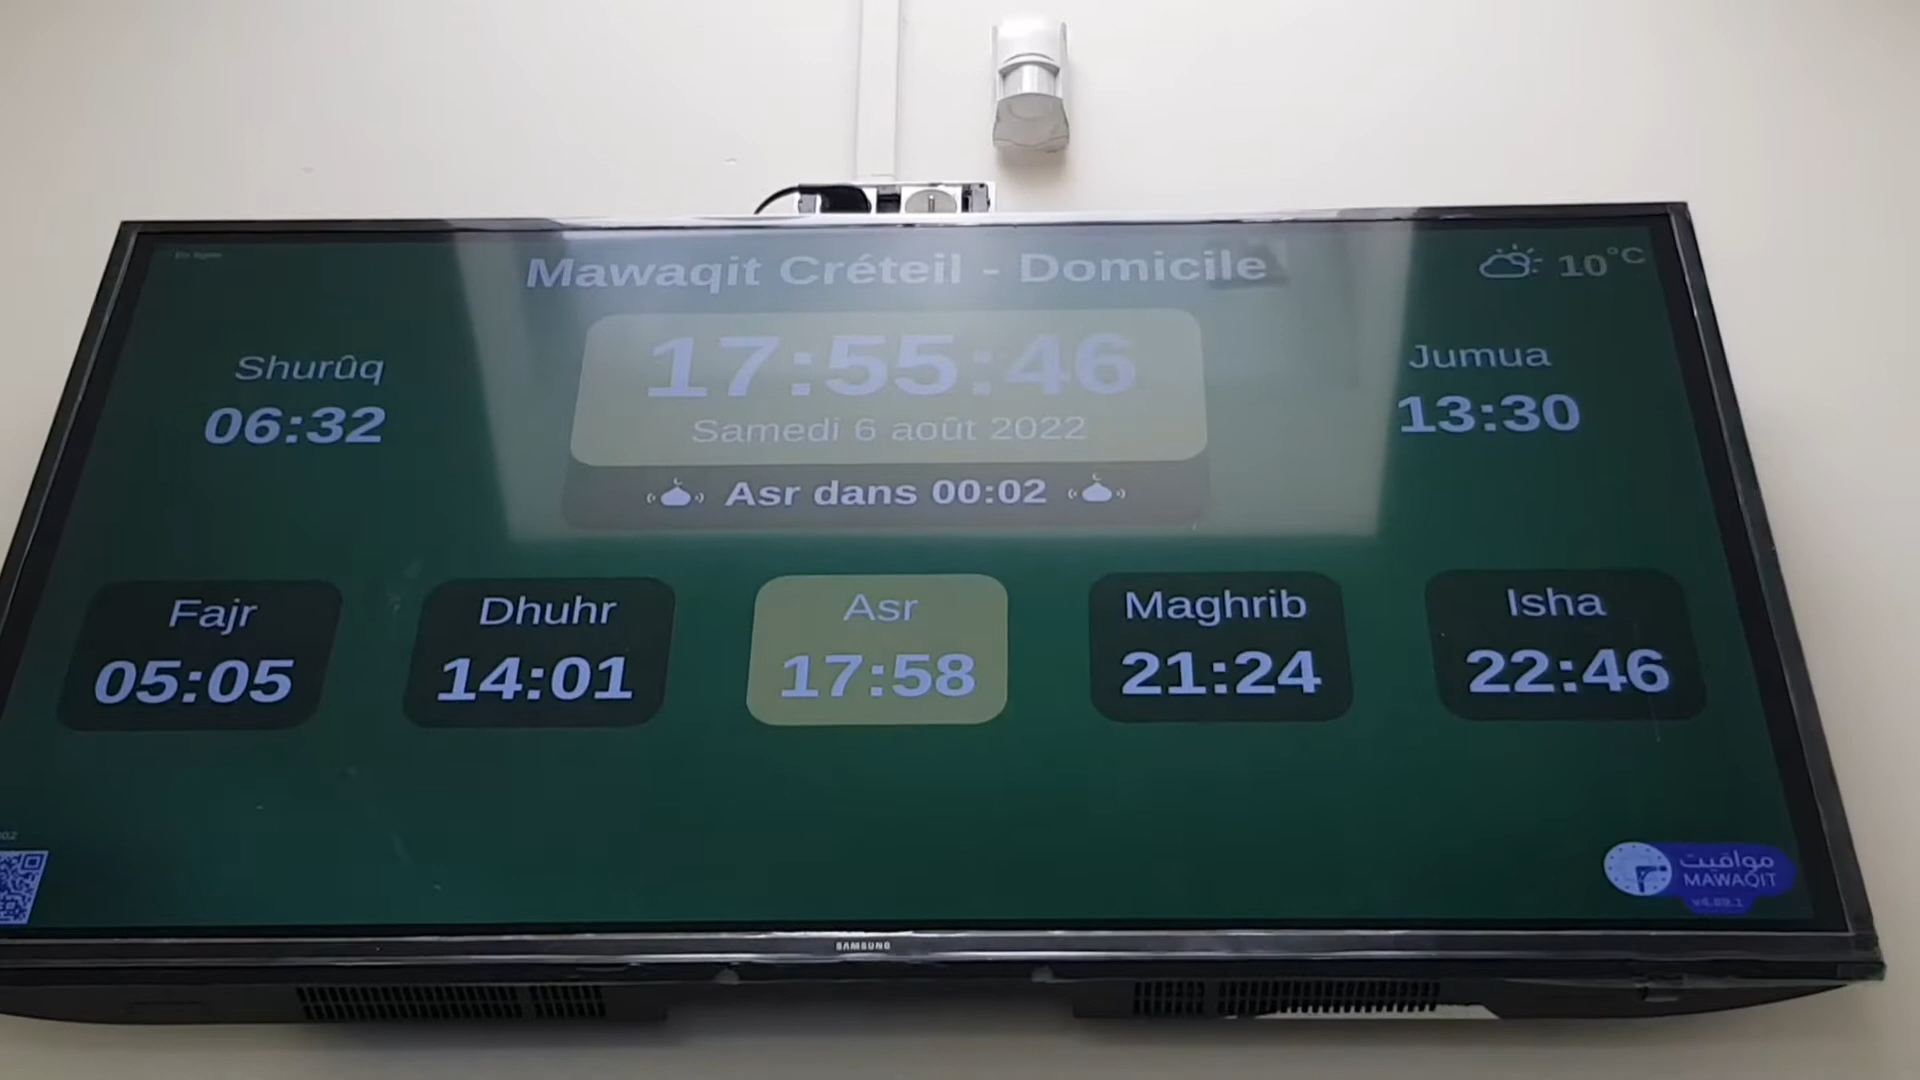 En ligne
Mawaqit Créteil - Domicile
10°C
Shurûq
06:32
17:55:46
Samedi 6 août 2022
Asr dans 00:02
Jumua
13:30
Fajr
05:05
Dhuhr
14:01
Asr
17:58
Maghrib
21:24
Isha
22:46
مواقيت
MAWAQIT
SAMSUNG